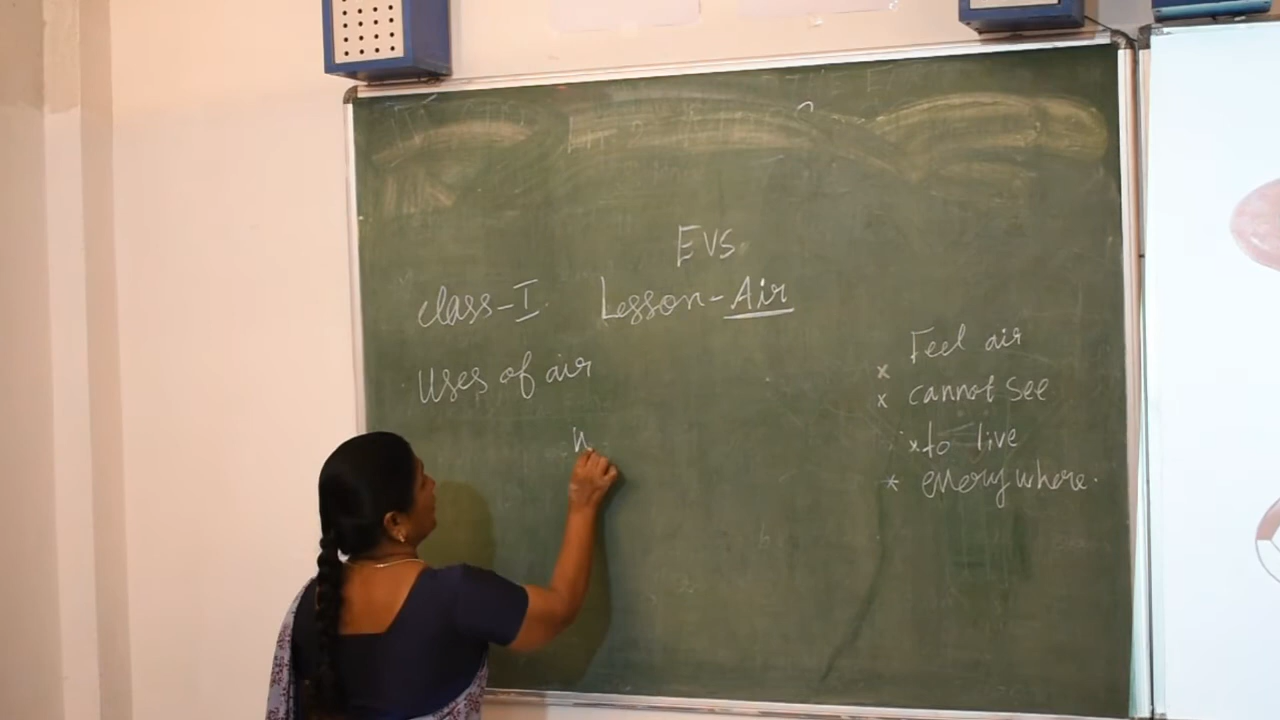 EVS
Class-I. Lesson-Air
Uses of air
x Feel air
x cannot see
x to live
* everywhere.